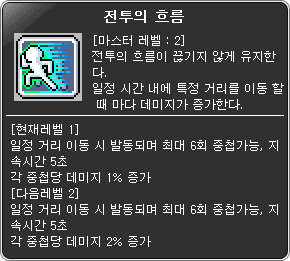 전투의 흐름
[마스터 레벨 : 2]
전투의 흐름이 끊기지 않게 유지한
다.
일정 시간 내에 특정 거리를 이동 할
때 마다 데미지가 증가한다.
[현재레벨 1]
일정 거리 이동 시 발동되며 최대 6회 중첩가능, 지
속시간 5초
각 중첩당 데미지 1% 증가
[다음레벨 2]
일정 거리 이동 시 발동되며 최대 6회 중첩가능, 지
속시간 5초
각 중첩당 데미지 2% 증가